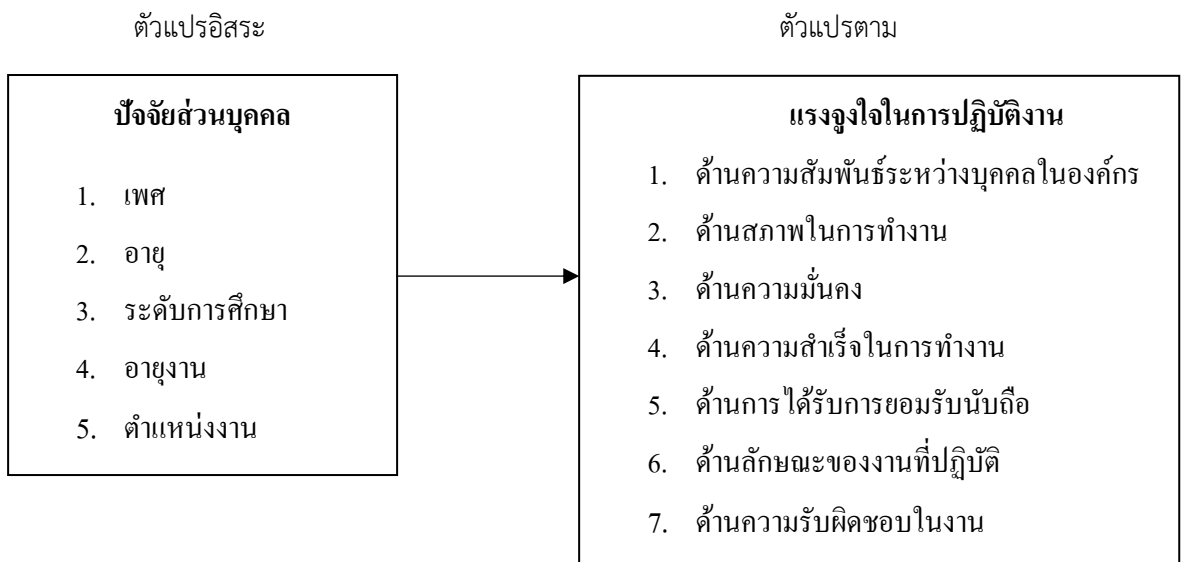 ตัวแปรอิสระ
ตัวแปรตาม
ปัจจัยส่วนบุคคล
1. เพศ
2. อายุ
3. ระดับการศึกษา
4. อายุงาน
5. ตำแหน่งงาน
แรงจูงใจในการปฏิบัติงาน
1. ด้านความสัมพันธ์ระหว่างบุคคลในองค์กร
2. ด้านสภาพในการทำงาน
3. ด้านความมั่นคง
4. ด้านความสำเร็จในการทำงาน
5. ด้านการได้รับการยอมรับนับถือ
6. ด้านลักษณะของงานที่ปฏิบัติ
7. ด้านความรับผิดชอบในงาน